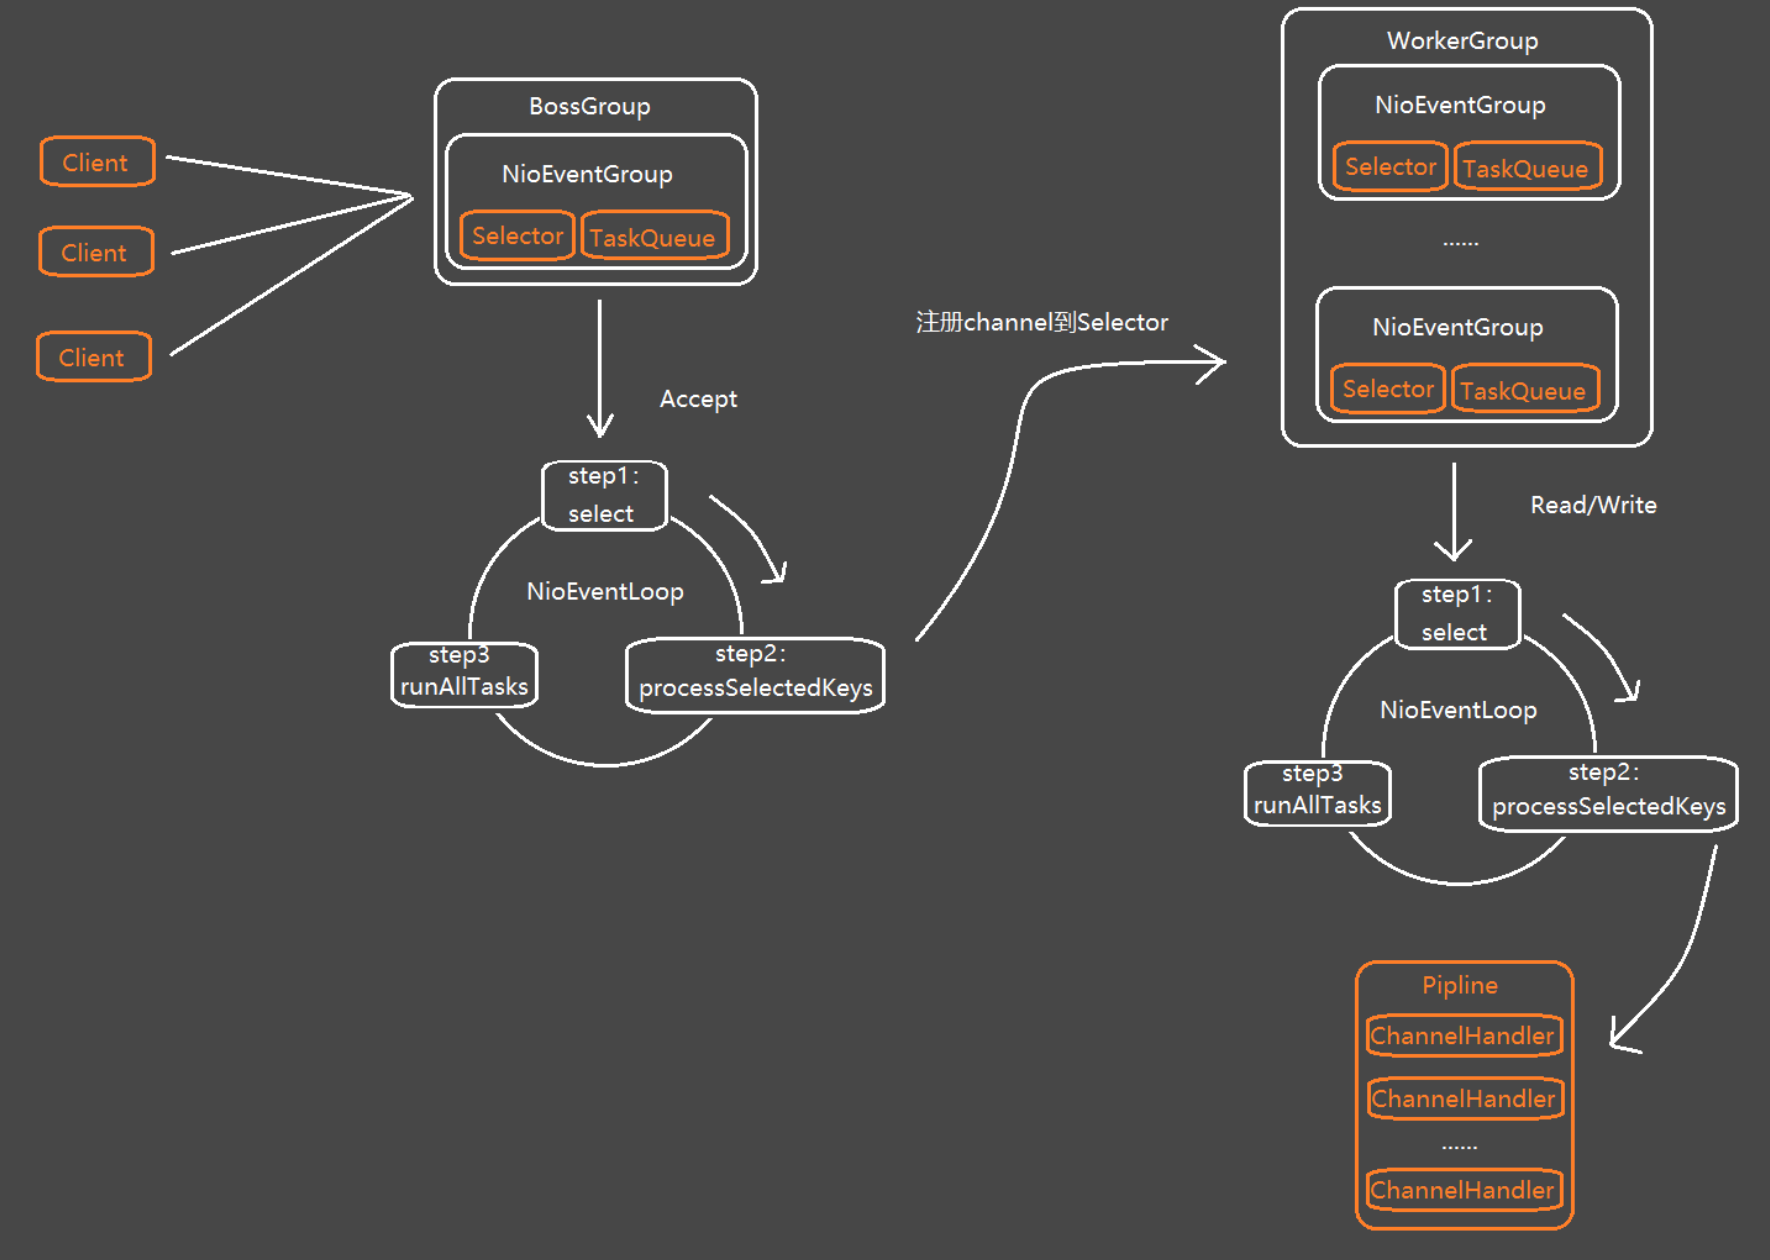 Client
Client
Client
BossGroup
NioEventGroup
Selector
TaskQueue
Accept
step1:
select
NioEventLoop
step2:
processSelectedKeys
step3
runAllTasks
注册channel到Selector
WorkerGroup
NioEventGroup
Selector
TaskQueue
......
NioEventGroup
Selector
TaskQueue
Read/Write
step1:
select
NioEventLoop
step2:
processSelectedKeys
step3
runAllTasks
Pipline
ChannelHandler
ChannelHandler
......
ChannelHandler